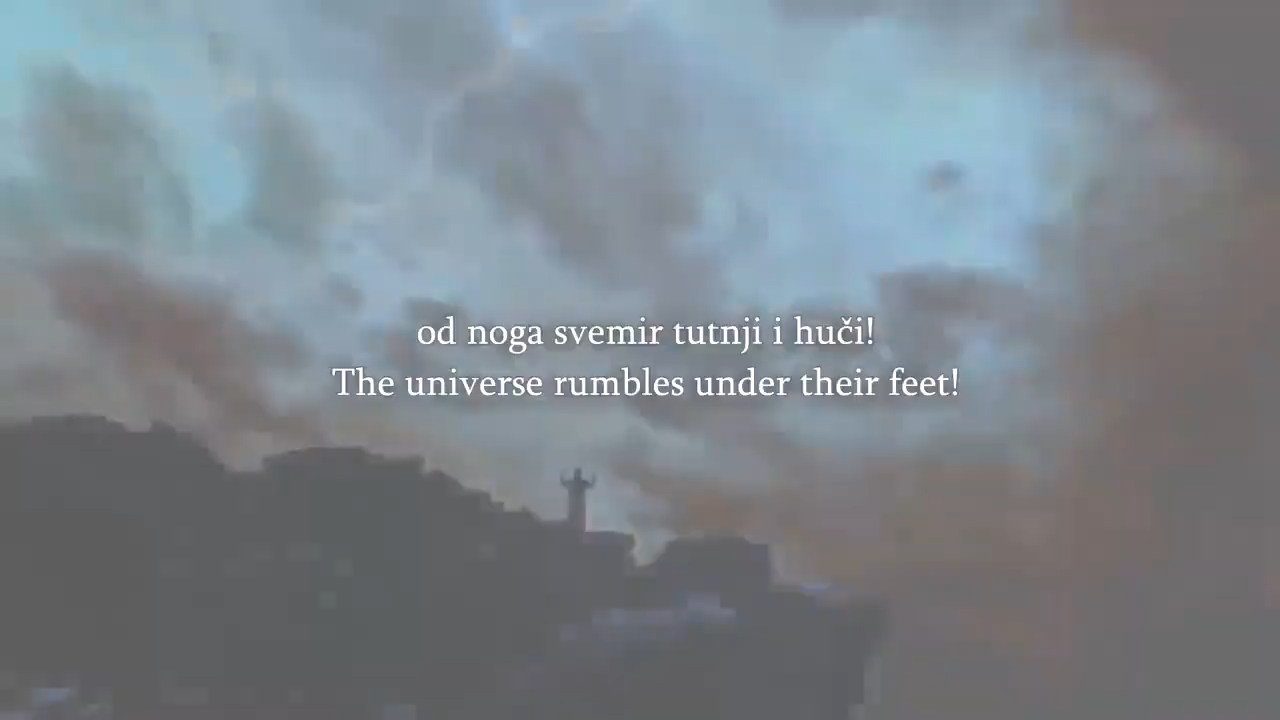 od noga svemir tutnji i huči!
The universe rumbles under their feet!